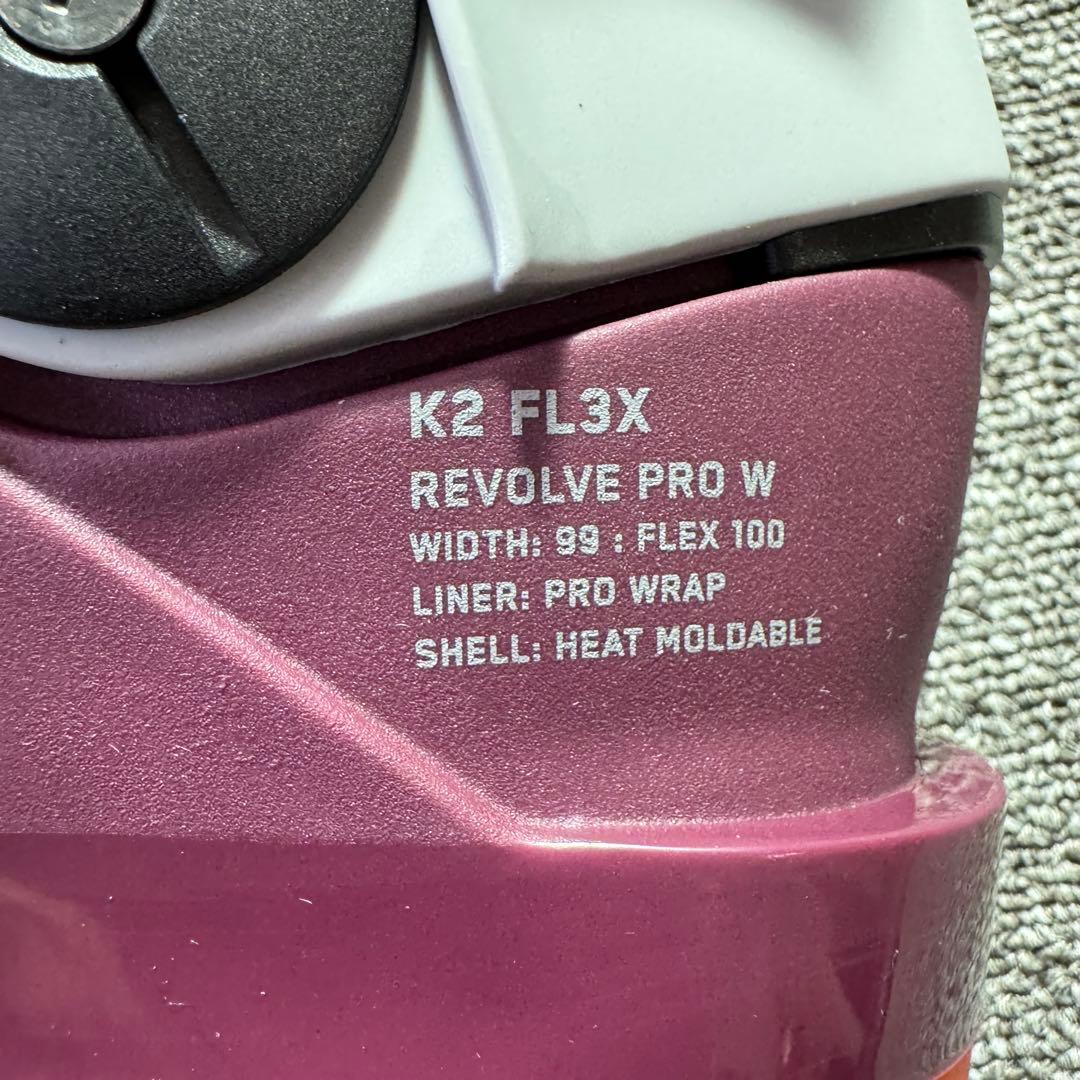 K2 FL3X
REVOLVE PRO W
WIDTH: 99 : FLEX 100
LINER: PRO WRAP
SHELL: HEAT MOLDABLE